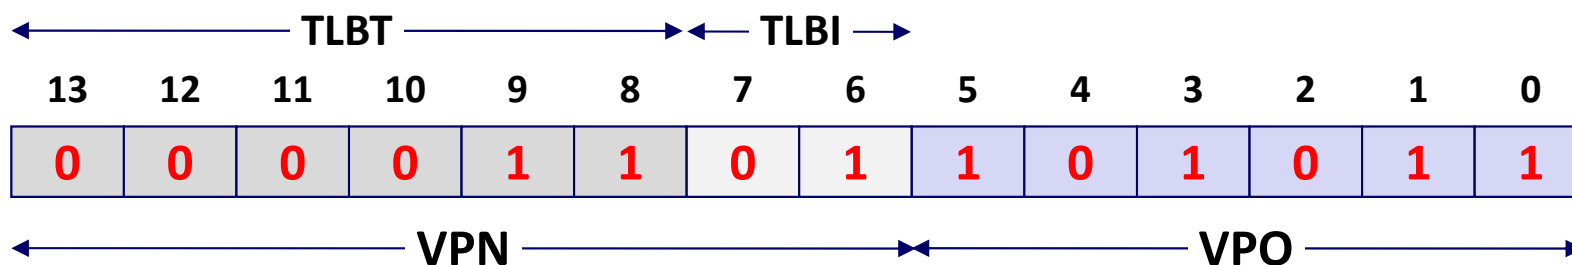 TLBT TLBI
13 12 11 10 9 8 7 6 5 4 3 2 1 0
0 0 0 0 1 1 0 1 1 0 1 0 1 1
VPN VPO